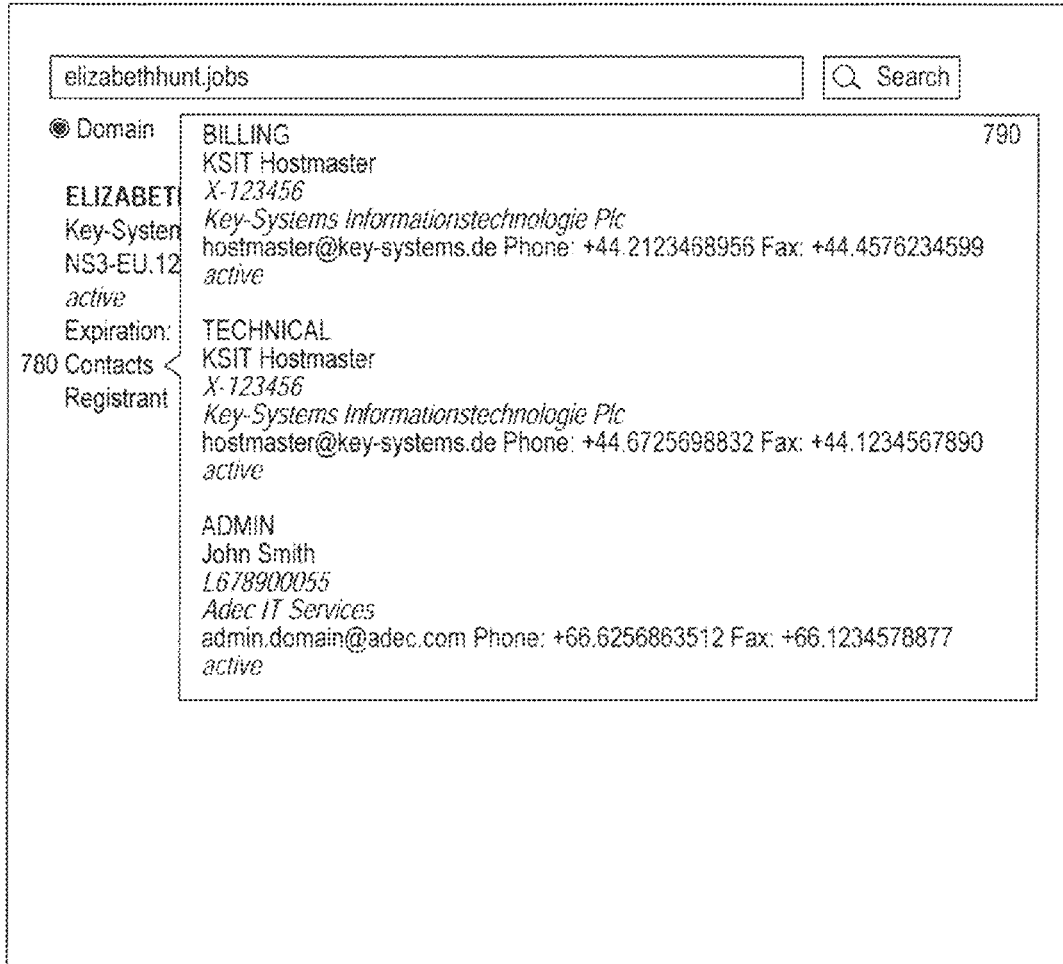 elizabethhunt.jobs
Search
Domain
790
BILLING
KSIT Hostmaster
X-123456
Key-Systems Informationstechnologie Plc
hostmaster@key-systems.de Phone: +44.2123468956 Fax: +44.4576234599
active
TECHNICAL
KSIT Hostmaster
X-123456
Key-Systems Informationstechnologie Plc
hostmaster@key-systems.de Phone: +44.6725698832 Fax: +44.1234567890
active
ADMIN
John Smith
L678900055
Adec IT Services
admin.domain@adec.com Phone: +66.6256863512 Fax: +66.1234578877
active
ELIZABETH
Key-System
NS3-EU.12
active
Expiration:
780 Contacts <
Registrant